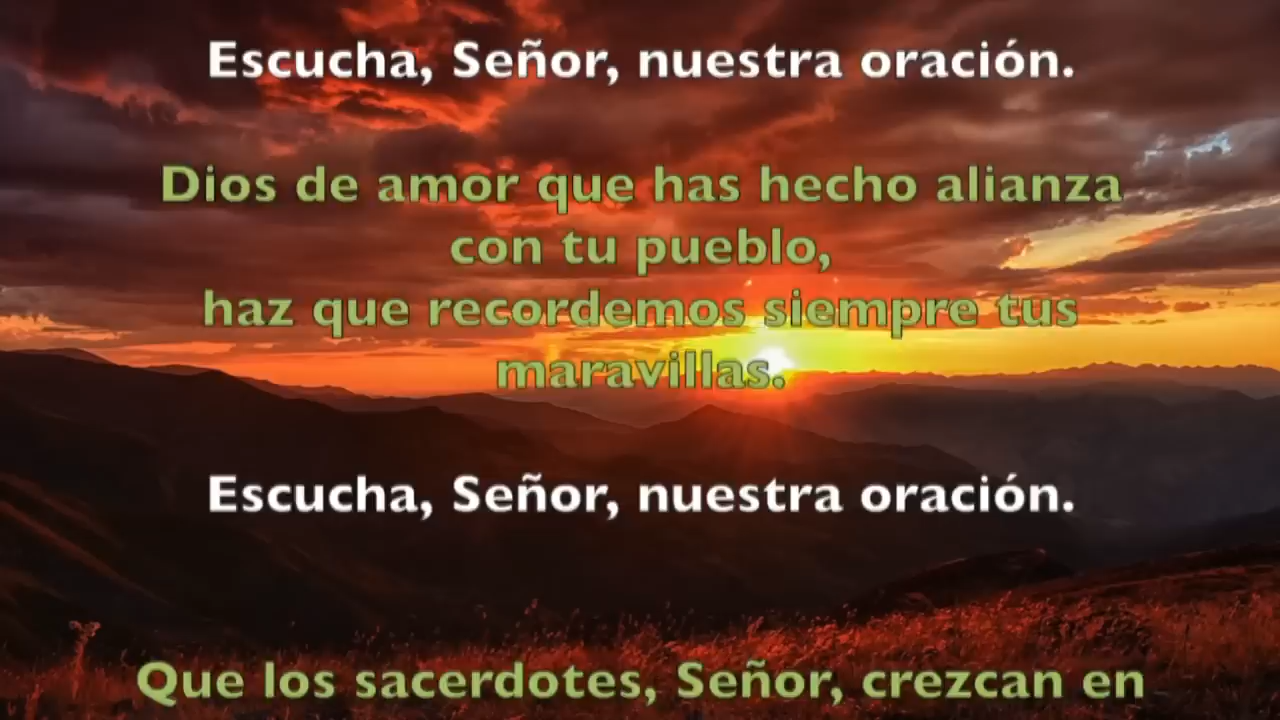 Escucha, Señor, nuestra oración.
Dios de amor que has hecho alianza
con tu pueblo,
haz que recordemos siempre tus
maravillas.
Escucha, Señor, nuestra oración.
Que los sacerdotes, Señor, crezcan en